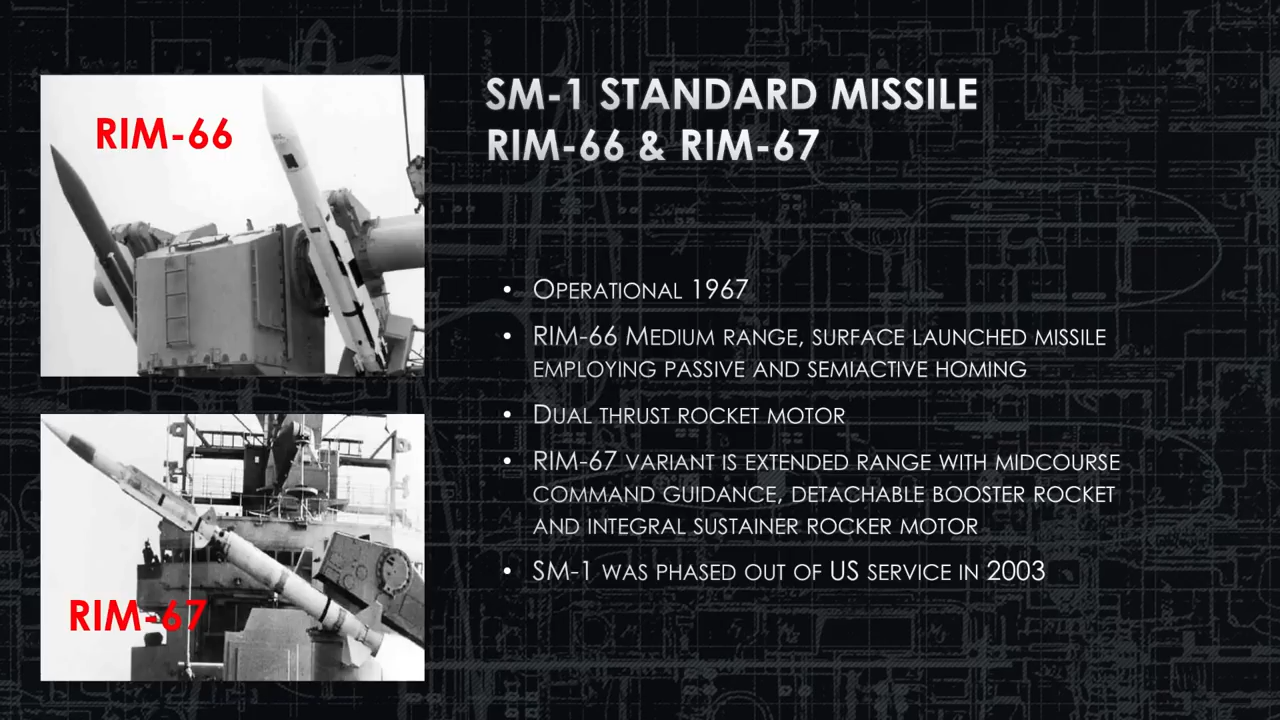 RIM-66
RIM-67
SM-1 STANDARD MISSILE
RIM-66 & RIM-67
• OPERATIONAL 1967
• RIM-66 MEDIUM RANGE, SURFACE LAUNCHED MISSILE
EMPLOYING PASSIVE AND SEMIACTIVE HOMING
• DUAL THRUST ROCKET MOTOR
• RIM-67 VARIANT IS EXTENDED RANGE WITH MIDCOURSE
COMMAND GUIDANCE, DETACHABLE BOOSTER ROCKET
AND INTEGRAL SUSTAINER ROCKER MOTOR
• SM-1 WAS PHASED OUT OF US SERVICE IN 2003